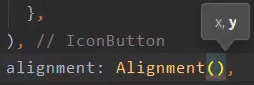 },
x, y
), // IconButton
alignment: Alignment(),